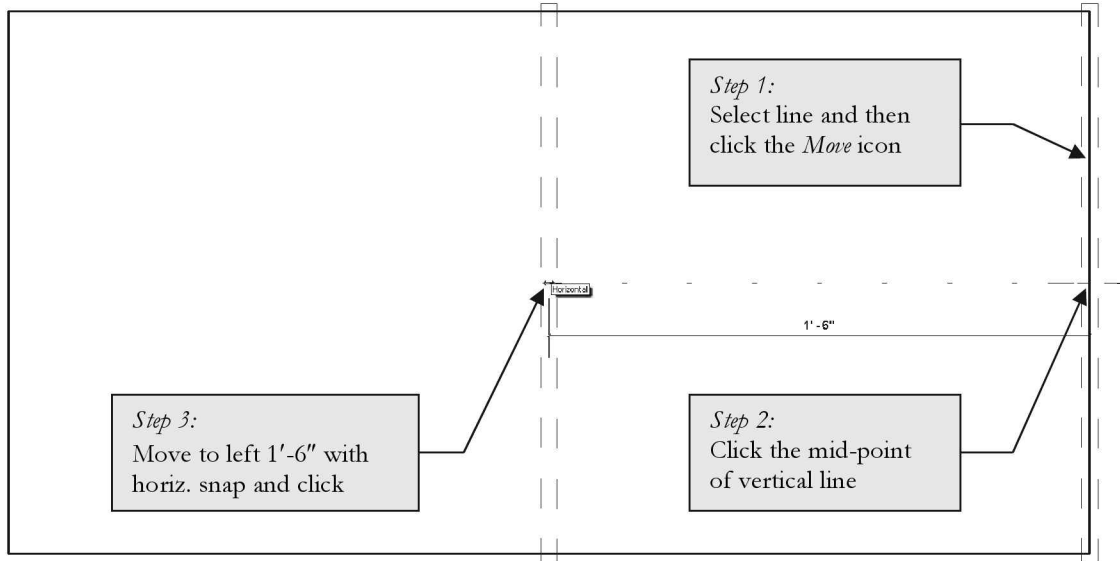 Step 1:
Select line and then
click the Move icon
Horizontal
1' - 6"
Step 3:
Move to left 1'-6" with
horiz. snap and click
Step 2:
Click the mid-point
of vertical line